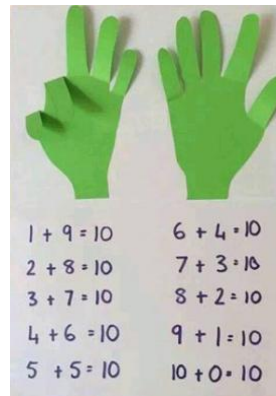 1 + 9 = 10
2 + 8 = 10
3 + 7 = 10
4 + 6 = 10
5 + 5 = 10
6 + 4 = 10
7 + 3 = 10
8 + 2 = 10
9 + 1 = 10
10 + 0 = 10